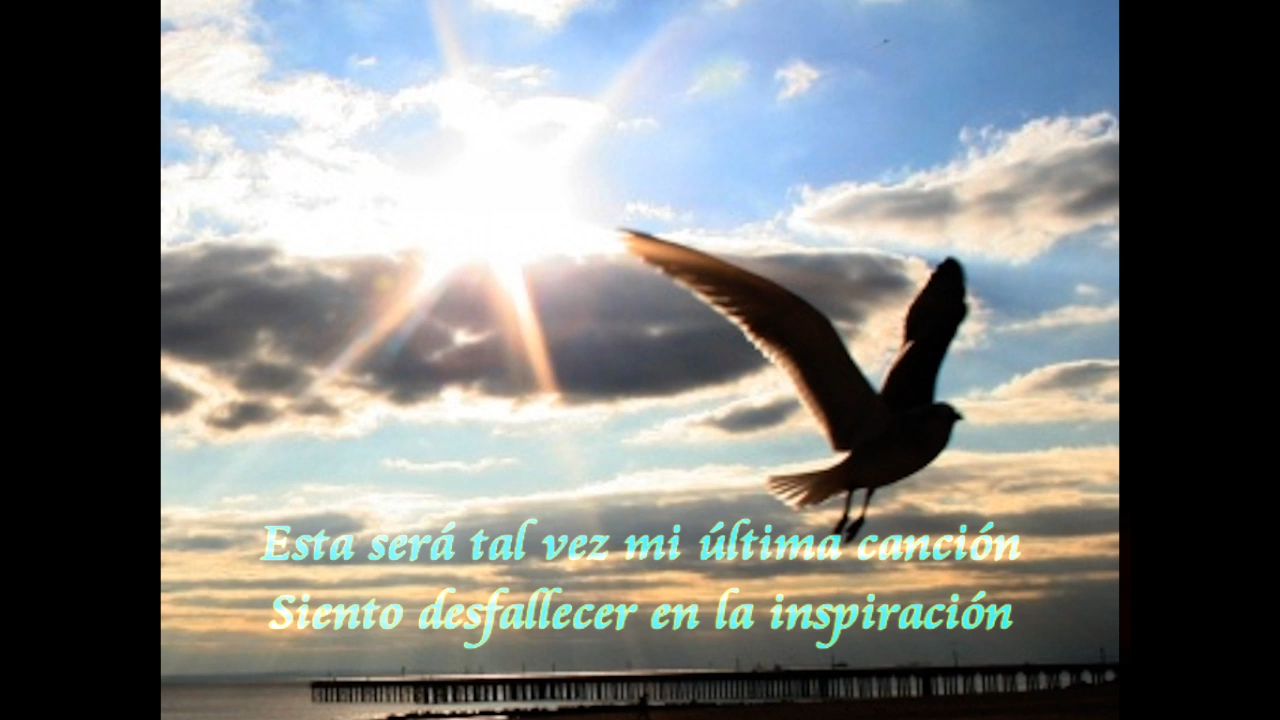 Esta será tal vez mi última canción
Siento desfallecer en la inspiración